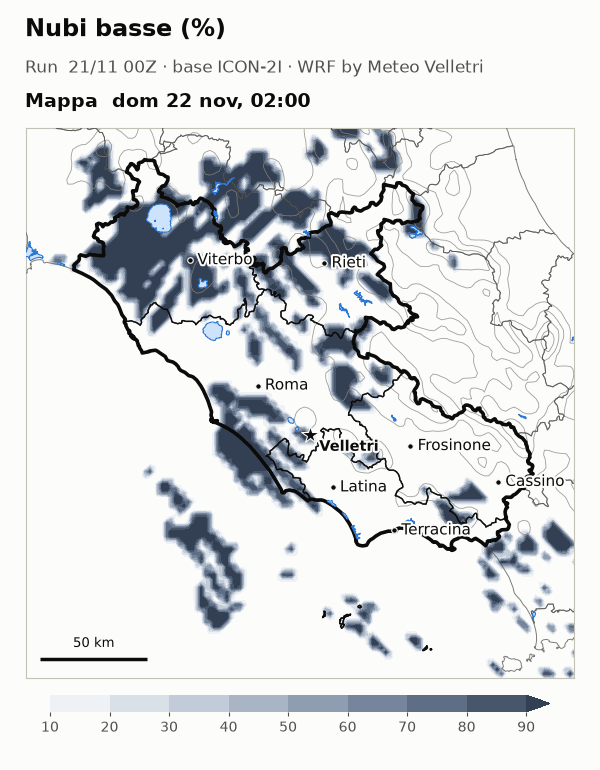 Nubi basse (%)
Run  21/11 00Z · base ICON-2I · WRF by Meteo Velletri
Mappa  dom 22 nov, 02:00
Viterbo
Rieti
Roma
Velletri
Frosinone
Latina
Cassino
Terracina
50 km
10 20 30 40 50 60 70 80 90